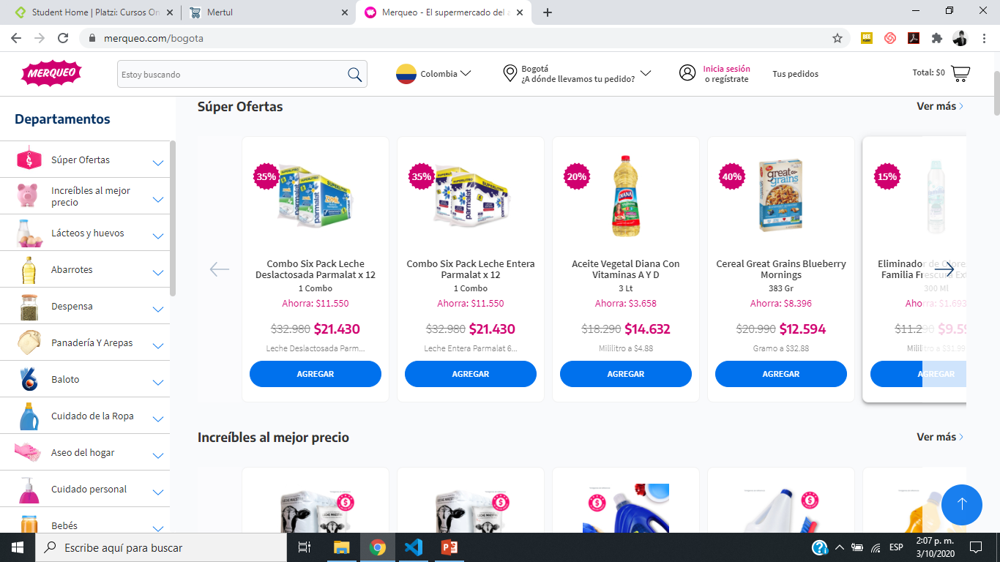 Student Home | Platzi: Cursos On
Mertul
Merqueo - El supermercado del a
merqueo.com/bogota
MERQUEO
Estoy buscando
Colombia
Bogotá
¿A dónde llevamos tu pedido?
Inicia sesión
o regístrate
Tus pedidos
Total: $0
Departamentos
Súper Ofertas
Increíbles al mejor
precio
Lácteos y huevos
Abarrotes
Despensa
Panadería Y Arepas
Baloto
Cuidado de la Ropa
Aseo del hogar
Cuidado personal
Bebés
Súper Ofertas
Ver más
35%
Combo Six Pack Leche
Deslactosada Parmalat x 12
1 Combo
Ahorra: $11.550
$32.980 $21.430
Leche Deslactosada Parm...
AGREGAR
35%
Combo Six Pack Leche Entera
Parmalat x 12
1 Combo
Ahorra: $11.550
$32.980 $21.430
Leche Entera Parmalat 6...
AGREGAR
20%
DIANA
Aceite Vegetal Diana Con
Vitaminas A Y D
3 Lt
Ahorra: $3.658
$18.290 $14.632
Mililitro a $4.88
AGREGAR
40%
great
grains
Cereal Great Grains Blueberry
Mornings
383 Gr
Ahorra: $8.396
$20.990 $12.594
Gramo a $32.88
AGREGAR
15%
Eliminador de Olores
Familia Frescura Ext
300 Ml
Ahorra: $1.693
$11.290 $9.59
Mililitro a $31.99
AGREGAR
Increíbles al mejor precio
Ver más
Escribe aquí para buscar
ESP
2:07 p. m.
3/10/2020